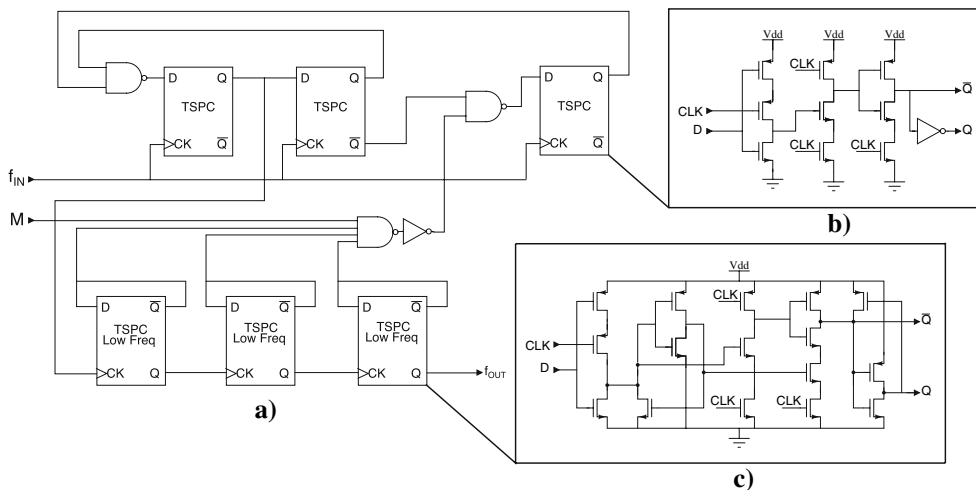 D Q
TSPC
CK Q̅
D Q
TSPC
CK Q̅
D Q
TSPC
CK Q̅
f_IN
M
D Q̅
TSPC
Low Freq
CK Q
D Q̅
TSPC
Low Freq
CK Q
D Q̅
TSPC
Low Freq
CK Q
f_OUT
a)
Vdd Vdd Vdd
CLK
CLK
D
CLK CLK
Q̅
Q
b)
Vdd
CLK
CLK
D
CLK CLK
Q̅
Q
c)